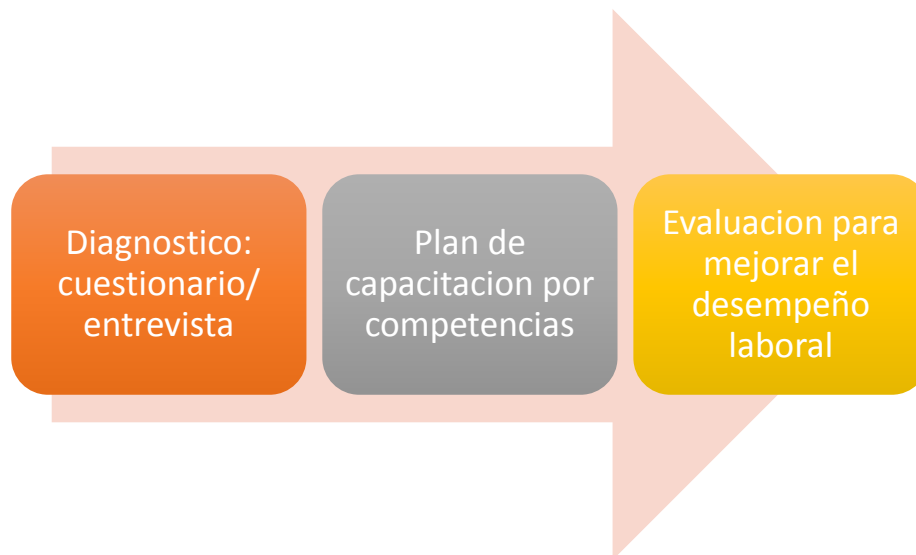 Diagnostico:
cuestionario/
entrevista
Plan de
capacitacion por
competencias
Evaluacion para
mejorar el
desempeño
laboral